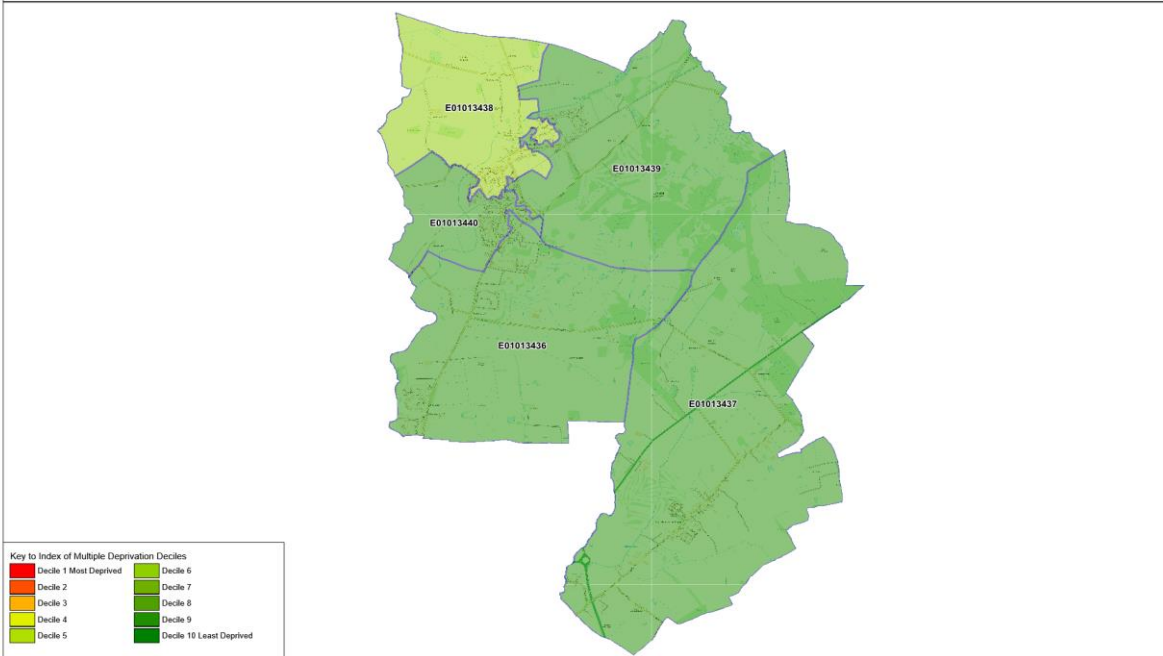 E01013438
E01013439
E01013440
E01013436
E01013437
Key to Index of Multiple Deprivation Deciles
Decile 1 Most Deprived
Decile 2
Decile 3
Decile 4
Decile 5
Decile 6
Decile 7
Decile 8
Decile 9
Decile 10 Least Deprived